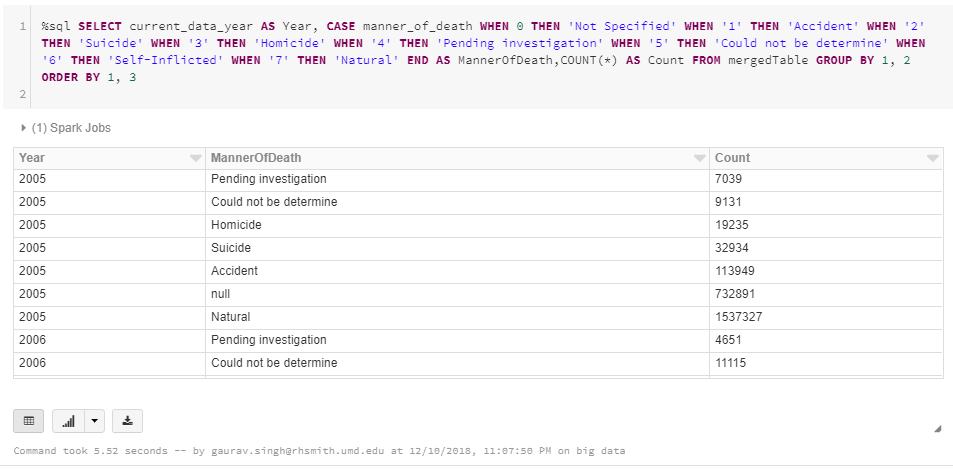 1 %sql SELECT current_data_year AS Year, CASE manner_of_death WHEN 0 THEN 'Not Specified' WHEN '1' THEN 'Accident' WHEN '2'
THEN 'Suicide' WHEN '3' THEN 'Homicide' WHEN '4' THEN 'Pending investigation' WHEN '5' THEN 'Could not be determine' WHEN
'6' THEN 'Self-Inflicted' WHEN '7' THEN 'Natural' END AS MannerOfDeath,COUNT(*) AS Count FROM mergedTable GROUP BY 1, 2
ORDER BY 1, 3
2
(1) Spark Jobs
Year MannerOfDeath Count
2005 Pending investigation 7039
2005 Could not be determine 9131
2005 Homicide 19235
2005 Suicide 32934
2005 Accident 113949
2005 null 732891
2005 Natural 1537327
2006 Pending investigation 4651
2006 Could not be determine 11115
Command took 5.52 seconds -- by gaurav.singh@rhsmith.umd.edu at 12/10/2018, 11:07:50 PM on big data